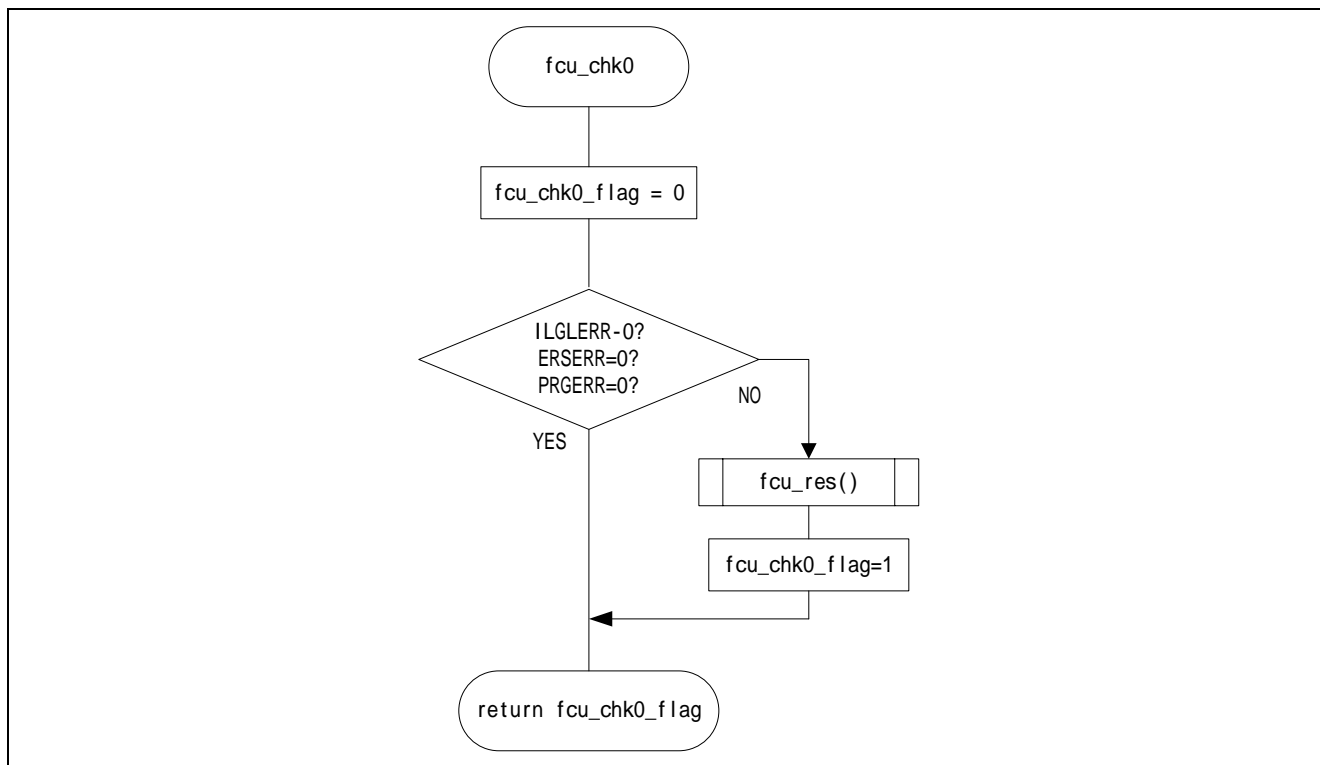 fcu_chk0
fcu_chk0_flag = 0
ILGLERR-0?
ERSERR=0?
PRGERR=0?
NO
YES
fcu_res()
fcu_chk0_flag=1
return fcu_chk0_flag